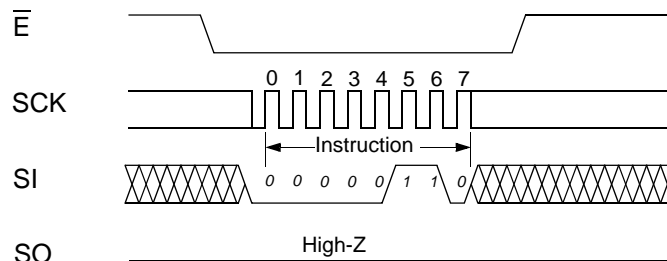 E̅
0 1 2 3 4 5 6 7
SCK
Instruction
SI
0 0 0 0 0 1 1 0
High-Z
SO